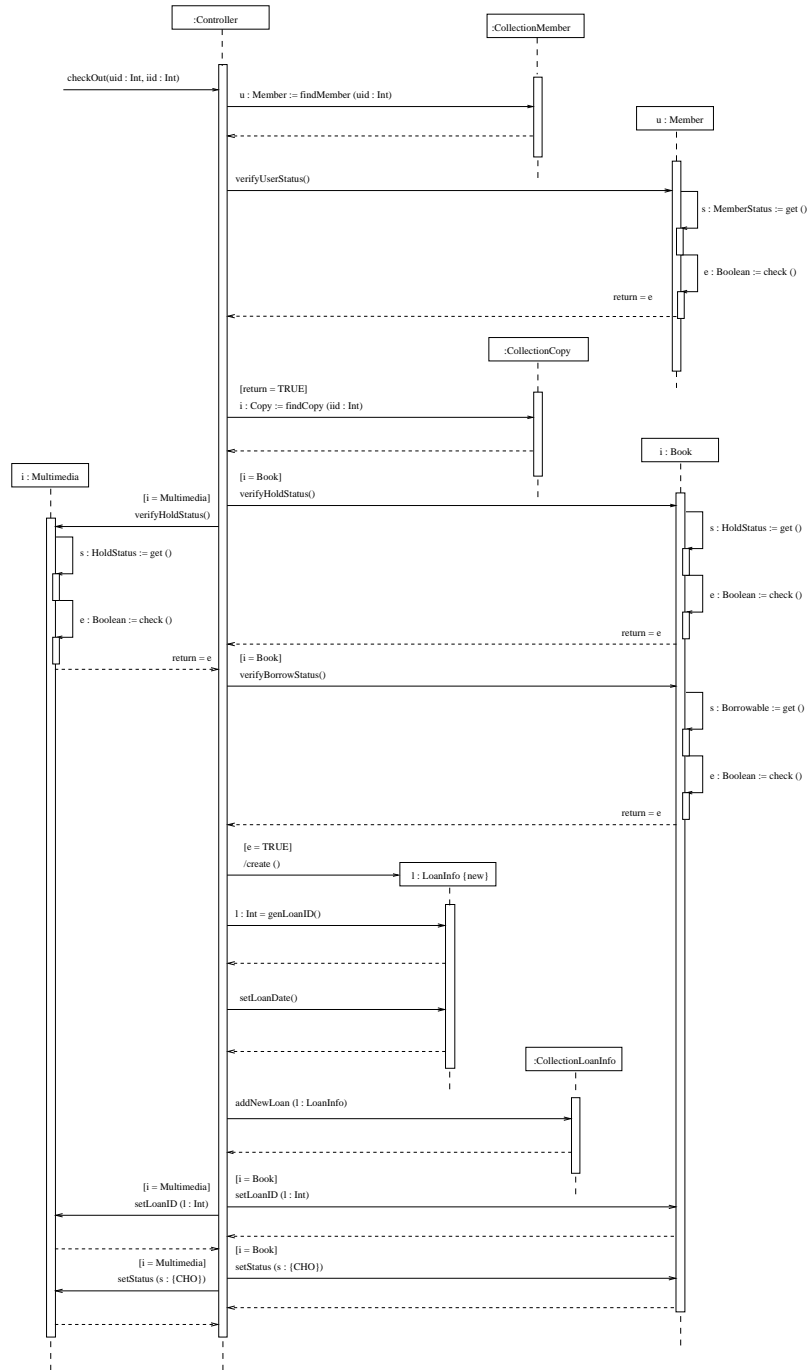 :Controller
:CollectionMember
checkOut(uid : Int, iid : Int)
u : Member := findMember (uid : Int)
u : Member
verifyUserStatus()
s : MemberStatus := get ()
e : Boolean := check ()
return = e
:CollectionCopy
[return = TRUE]
i : Copy := findCopy (iid : Int)
i : Book
i : Multimedia
[i = Book]
verifyHoldStatus()
[i = Multimedia]
verifyHoldStatus()
s : HoldStatus := get ()
s : HoldStatus := get ()
e : Boolean := check ()
e : Boolean := check ()
return = e
return = e
[i = Book]
verifyBorrowStatus()
s : Borrowable := get ()
e : Boolean := check ()
return = e
[e = TRUE]
/create ()
l : LoanInfo {new}
l : Int = genLoanID()
setLoanDate()
:CollectionLoanInfo
addNewLoan (l : LoanInfo)
[i = Book]
setLoanID (l : Int)
[i = Multimedia]
setLoanID (l : Int)
[i = Book]
setStatus (s : {CHO})
[i = Multimedia]
setStatus (s : {CHO})